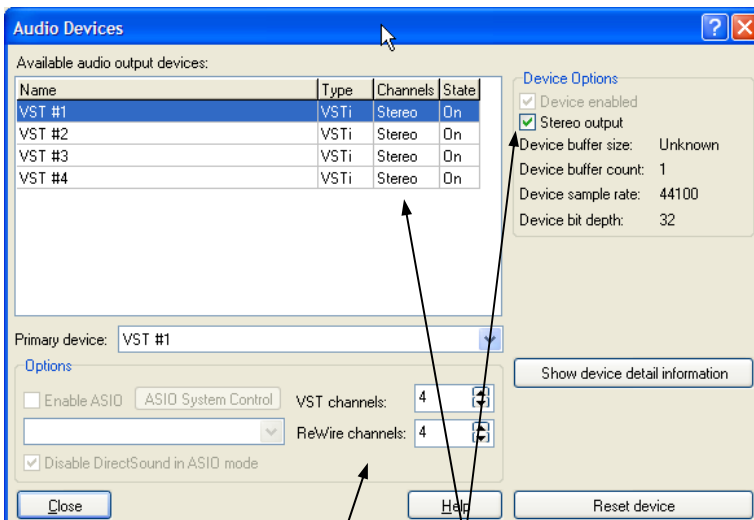 Audio Devices
Available audio output devices:
Name Type Channels State
VST #1 VSTi Stereo On
VST #2 VSTi Stereo On
VST #3 VSTi Stereo On
VST #4 VSTi Stereo On
Device Options
Device enabled
Stereo output
Device buffer size: Unknown
Device buffer count: 1
Device sample rate: 44100
Device bit depth: 32
Primary device: VST #1
Options
Enable ASIO ASIO System Control VST channels: 4
ReWire channels: 4
Disable DirectSound in ASIO mode
Show device detail information
Close Help Reset device